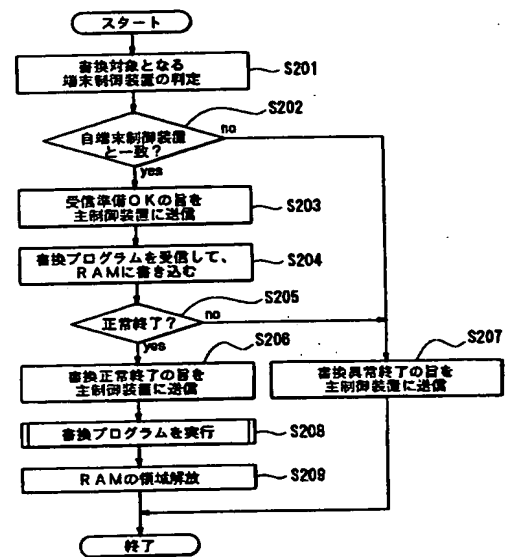 スタート
書換対象となる
端末制御装置の判定
S201
S202
自端末制御装置
と一致?
no
yes
受信準備OKの旨を
主制御装置に送信
S203
書換プログラムを受信して、
RAMに書き込む
S204
S205
正常終了?
no
yes
S206
書換正常終了の旨を
主制御装置に送信
S207
書換異常終了の旨を
主制御装置に送信
書換プログラムを実行
S208
RAMの領域解放
S209
終了